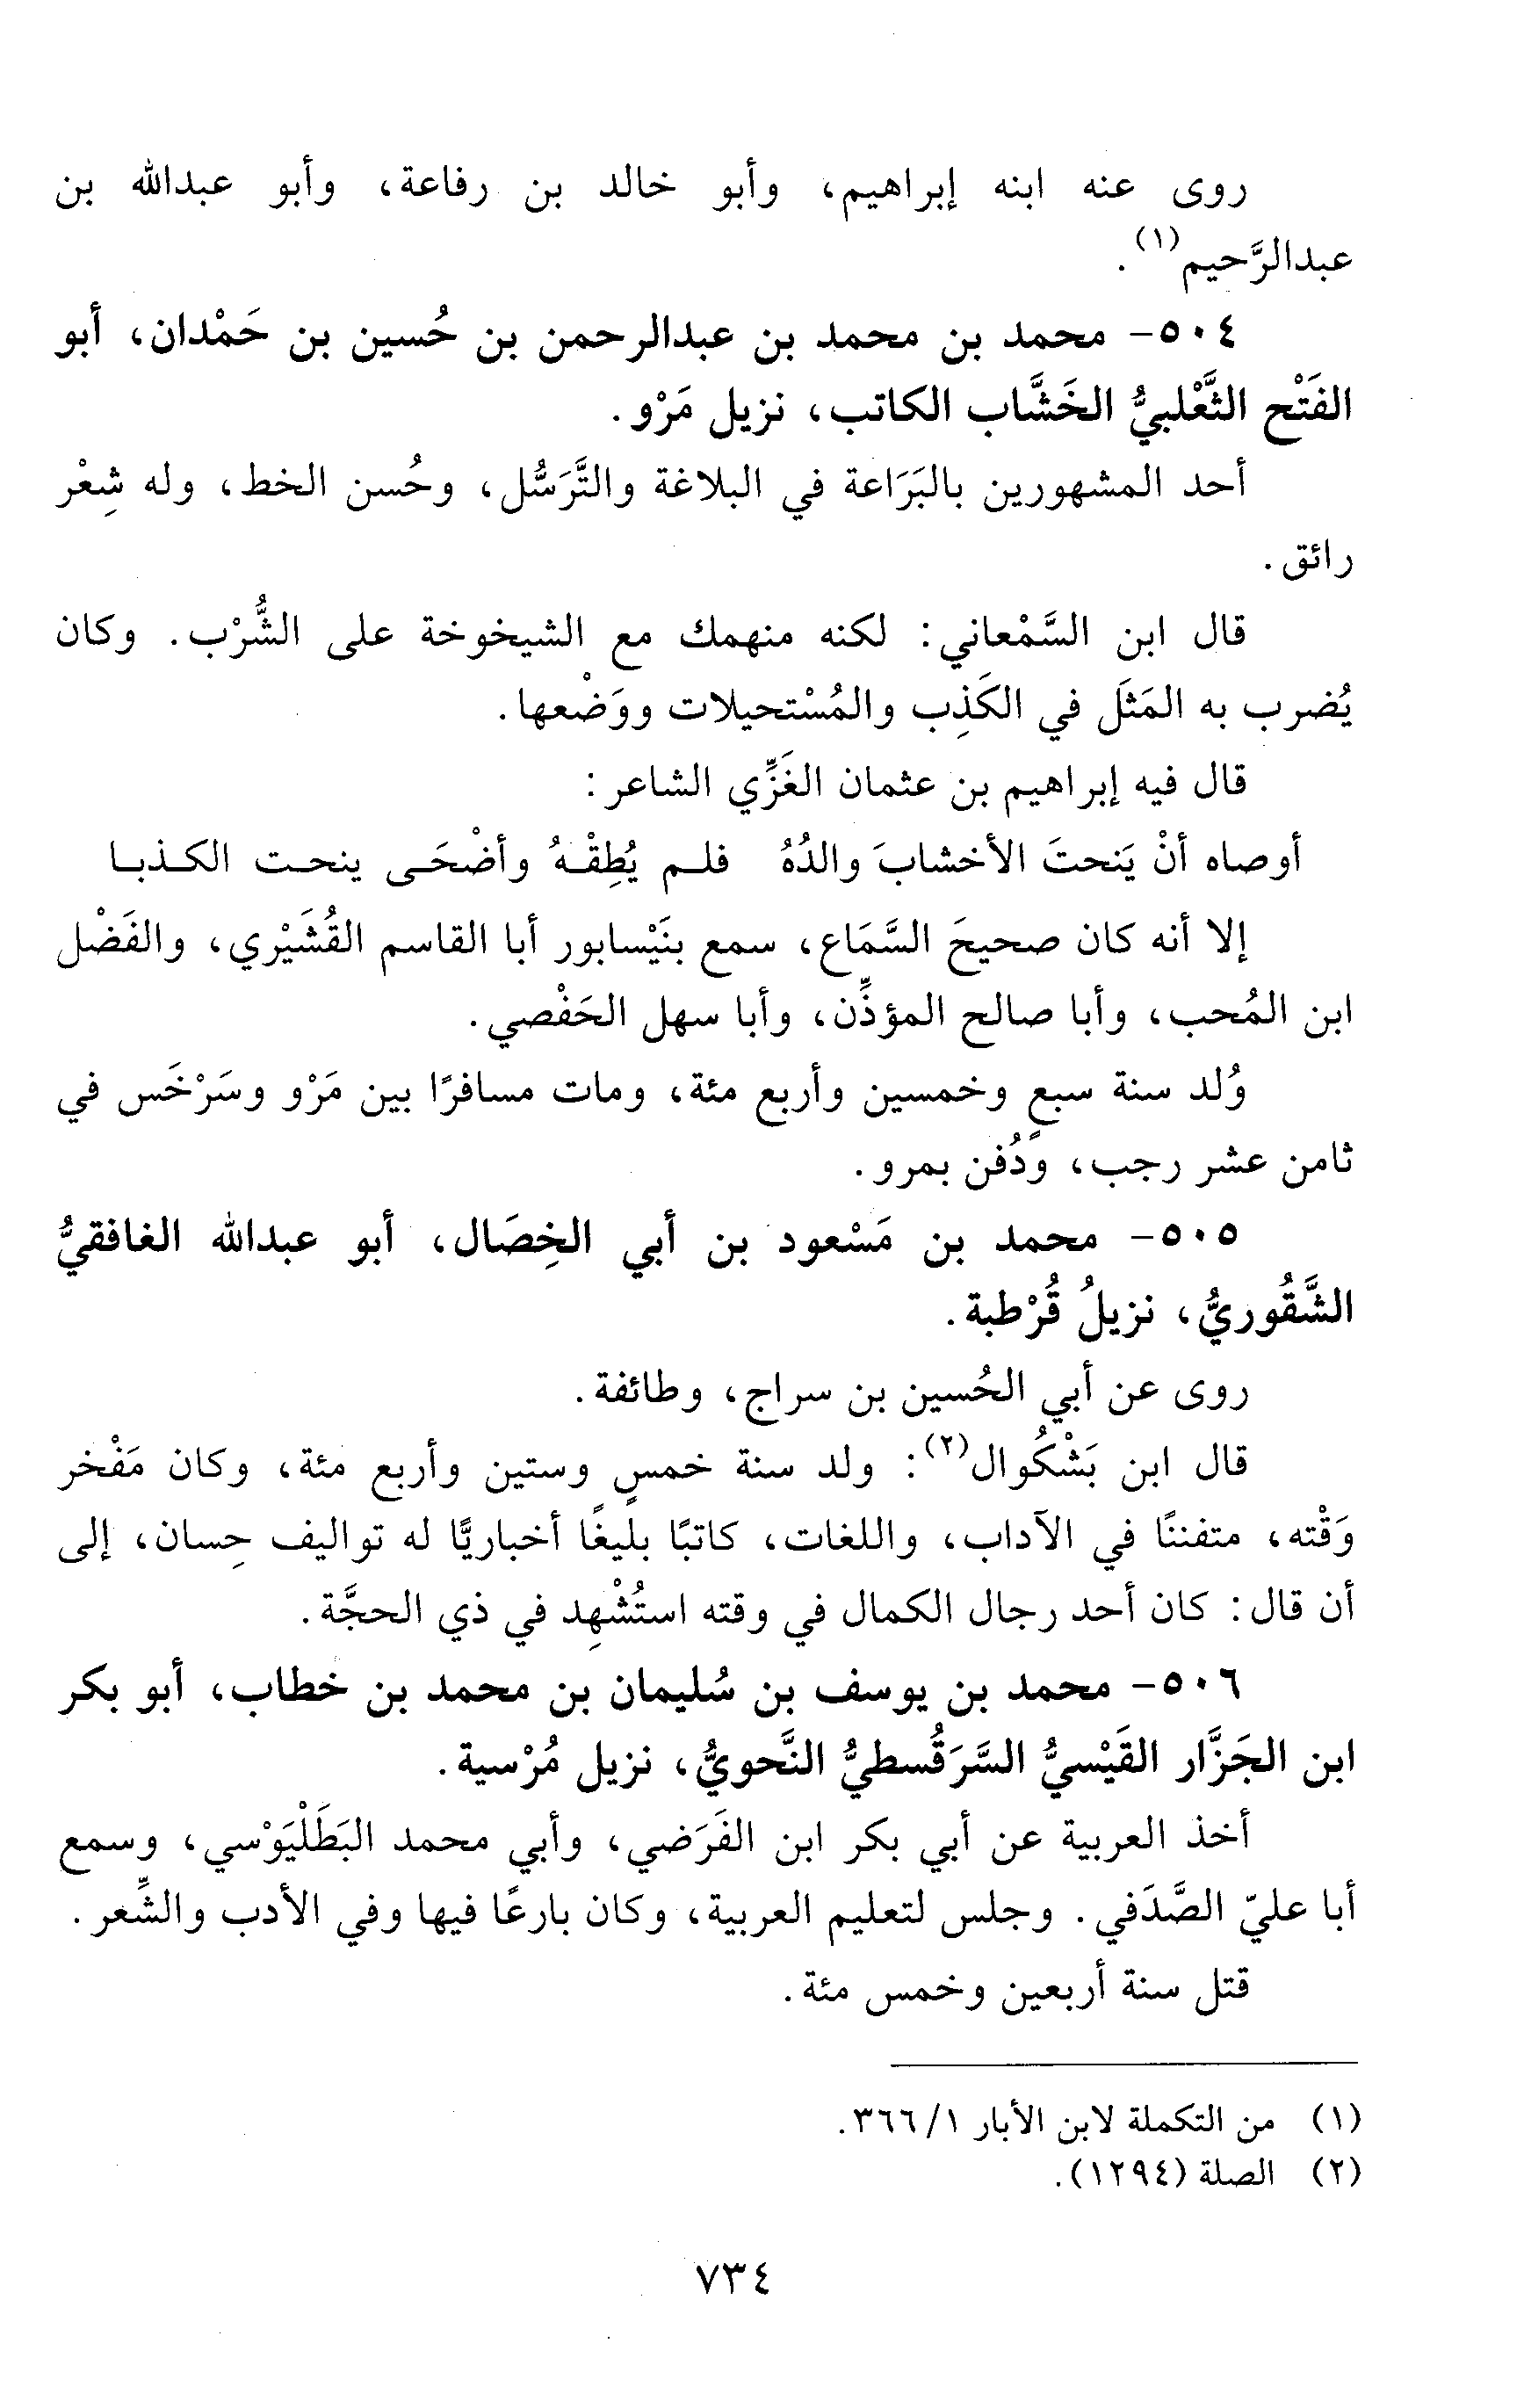 روى عنه ابنه إبراهيم، وأبو خالد بن رفاعة، وأبو عبدالله بن
عبدالرَّحيم(١).
٥٠٤- محمد بن محمد بن عبدالرحمن بن حُسين بن حَمْدان، أبو
الفَتْح الثَّعْلبيُّ الخَشَّاب الكاتب، نزيل مَرْو.
أحد المشهورين بالبَرَاعة في البلاغة والتَّرَسُّل، وحُسن الخط، وله شِعْر
رائق.
قال ابن السَّمْعاني: لكنه منهمك مع الشيخوخة على الشُّرْب. وكان
يُضرب به المَثَل في الكَذِب والمُسْتحيلات ووَضْعها.
قال فيه إبراهيم بن عثمان الغَزِّي الشاعر:
أوصاه أنْ يَنحتَ الأخشابَ والدُهُ فلم يُطِقْهُ وأضْحَى ينحت الكذبا
إلا أنه كان صحيحَ السَّمَاع، سمع بنَيْسابور أبا القاسم القُشَيْري، والفَضْل
ابن المُحب، وأبا صالح المؤذِّن، وأبا سهل الحَفْصي.
وُلد سنة سبعٍ وخمسين وأربع مئة، ومات مسافرًا بين مَرْو وسَرْخَس في
ثامن عشر رجب، ودُفن بمرو.
٥٠٥- محمد بن مَسْعود بن أبي الخِصَال، أبو عبدالله الغافقيُّ
الشَّقُوريُّ، نزيلُ قُرْطبة.
روى عن أبي الحُسين بن سراج، وطائفة.
قال ابن بَشْكُوال(٢): ولد سنة خمسٍ وستين وأربع مئة، وكان مَفْخر
وَقْته، متفننًا في الآداب، واللغات، كاتبًا بليغًا أخباريًّا له تواليف حِسان، إلى
أن قال: كان أحد رجال الكمال في وقته استُشْهِد في ذي الحجَّة.
٥٠٦- محمد بن يوسف بن سُليمان بن محمد بن خطاب، أبو بكر
ابن الجَزَّار القَيْسيُّ السَّرَقُسطيُّ النَّحويُّ، نزيل مُرْسية.
أخذ العربية عن أبي بكر ابن الفَرَضي، وأبي محمد البَطَلْيَوْسي، وسمع
أبا عليّ الصَّدَفي. وجلس لتعليم العربية، وكان بارعًا فيها وفي الأدب والشِّعر.
قتل سنة أربعين وخمس مئة.
(١) من التكملة لابن الأبار ١/ ٣٦٦.
(٢) الصلة (١٢٩٤).
٧٣٤